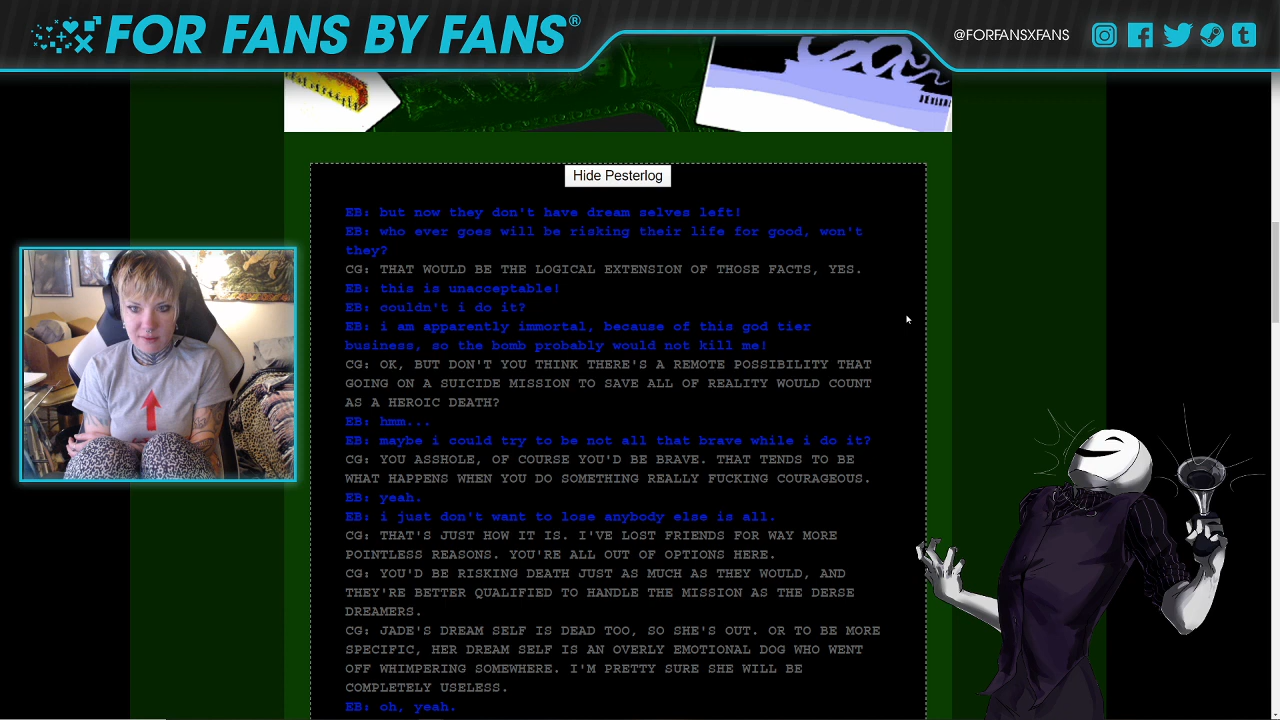 FOR FANS BY FANS®
@FORFANSXFANS
Hide Pesterlog
EB: but now they don't have dream selves left!
EB: who ever goes will be risking their life for good, won't
they?
CG: THAT WOULD BE THE LOGICAL EXTENSION OF THOSE FACTS, YES.
EB: this is unacceptable!
EB: couldn't i do it?
EB: i am apparently immortal, because of this god tier
business, so the bomb probably would not kill me!
CG: OK, BUT DON'T YOU THINK THERE'S A REMOTE POSSIBILITY THAT
GOING ON A SUICIDE MISSION TO SAVE ALL OF REALITY WOULD COUNT
AS A HEROIC DEATH?
EB: hmm...
EB: maybe i could try to be not all that brave while i do it?
CG: YOU ASSHOLE, OF COURSE YOU'D BE BRAVE. THAT TENDS TO BE
WHAT HAPPENS WHEN YOU DO SOMETHING REALLY FUCKING COURAGEOUS.
EB: yeah.
EB: i just don't want to lose anybody else is all.
CG: THAT'S JUST HOW IT IS. I'VE LOST FRIENDS FOR WAY MORE
POINTLESS REASONS. YOU'RE ALL OUT OF OPTIONS HERE.
CG: YOU'D BE RISKING DEATH JUST AS MUCH AS THEY WOULD, AND
THEY'RE BETTER QUALIFIED TO HANDLE THE MISSION AS THE DERSE
DREAMERS.
CG: JADE'S DREAM SELF IS DEAD TOO, SO SHE'S OUT. OR TO BE MORE
SPECIFIC, HER DREAM SELF IS AN OVERLY EMOTIONAL DOG WHO WENT
OFF WHIMPERING SOMEWHERE. I'M PRETTY SURE SHE WILL BE
COMPLETELY USELESS.
EB: oh, yeah.